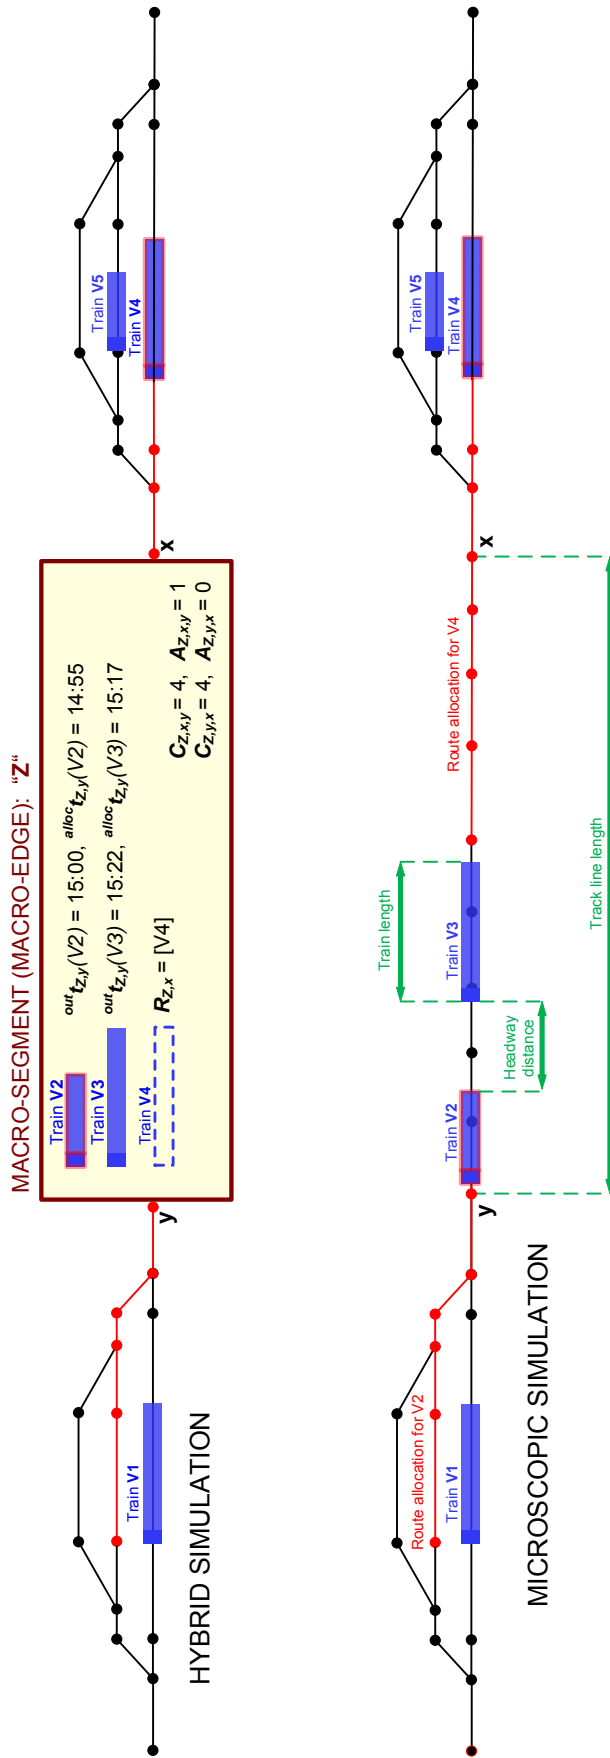 MACRO-SEGMENT (MACRO-EDGE): "Z"
Train V2
outtZ,y(V2) = 15:00, alloctZ,y(V2) = 14:55
Train V3
outtZ,y(V3) = 15:22, alloctZ,y(V3) = 15:17
Train V4
RZ,x = [V4]
CZ,x,y = 4, AZ,x,y = 1
CZ,y,x = 4, AZ,y,x = 0
Train V1
y
x
Train V5
Train V4
HYBRID SIMULATION
Route allocation for V2
Train V1
y
Train V2
Headway
distance
Train length
Train V3
Route allocation for V4
x
Train V5
Train V4
Track line length
MICROSCOPIC SIMULATION